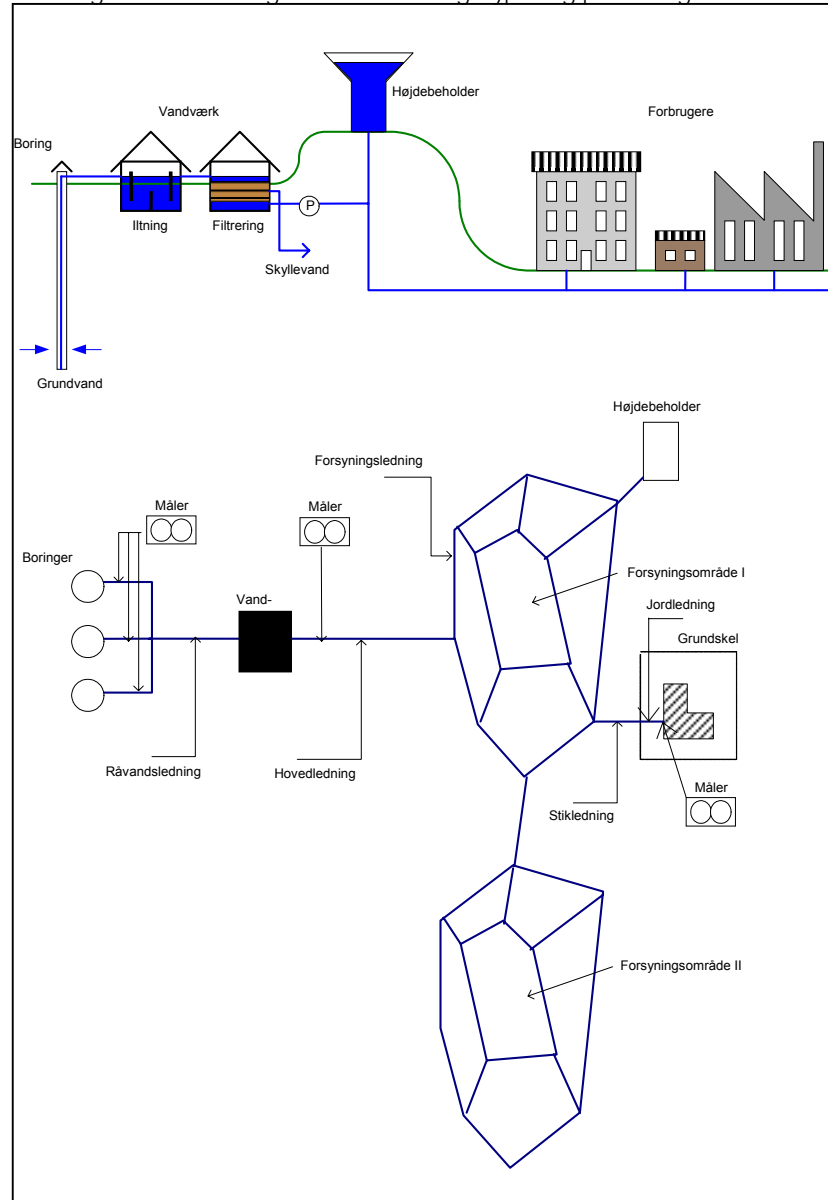 Højdebeholder
Vandværk
Forbrugere
Boring
P
Iltning
Filtrering
Skyllevand
Grundvand
Højdebeholder
Forsyningsledning
Måler
Måler
Boringer
Forsyningsområde I
Vand-
Jordledning
Grundskel
Råvandsledning
Hovedledning
Måler
Stikledning
Forsyningsområde II